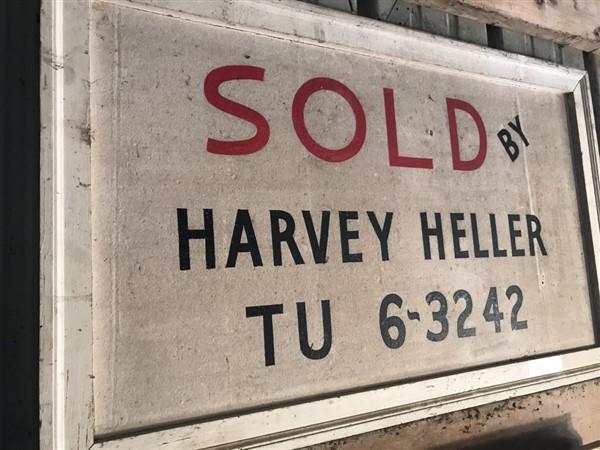 SOLD BY
HARVEY HELLER
TU 6-3242